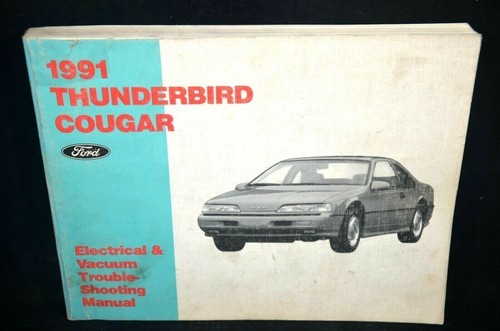 1991
THUNDERBIRD
COUGAR
Ford
Electrical &
Vacuum
Trouble-
Shooting
Manual